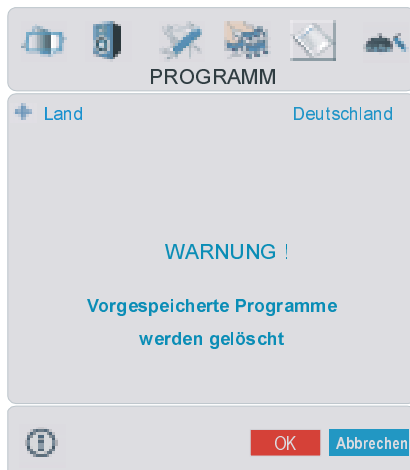 PROGRAMM
Land Deutschland
WARNUNG !
Vorgespeicherte Programme
werden gelöscht
OK Abbrechen